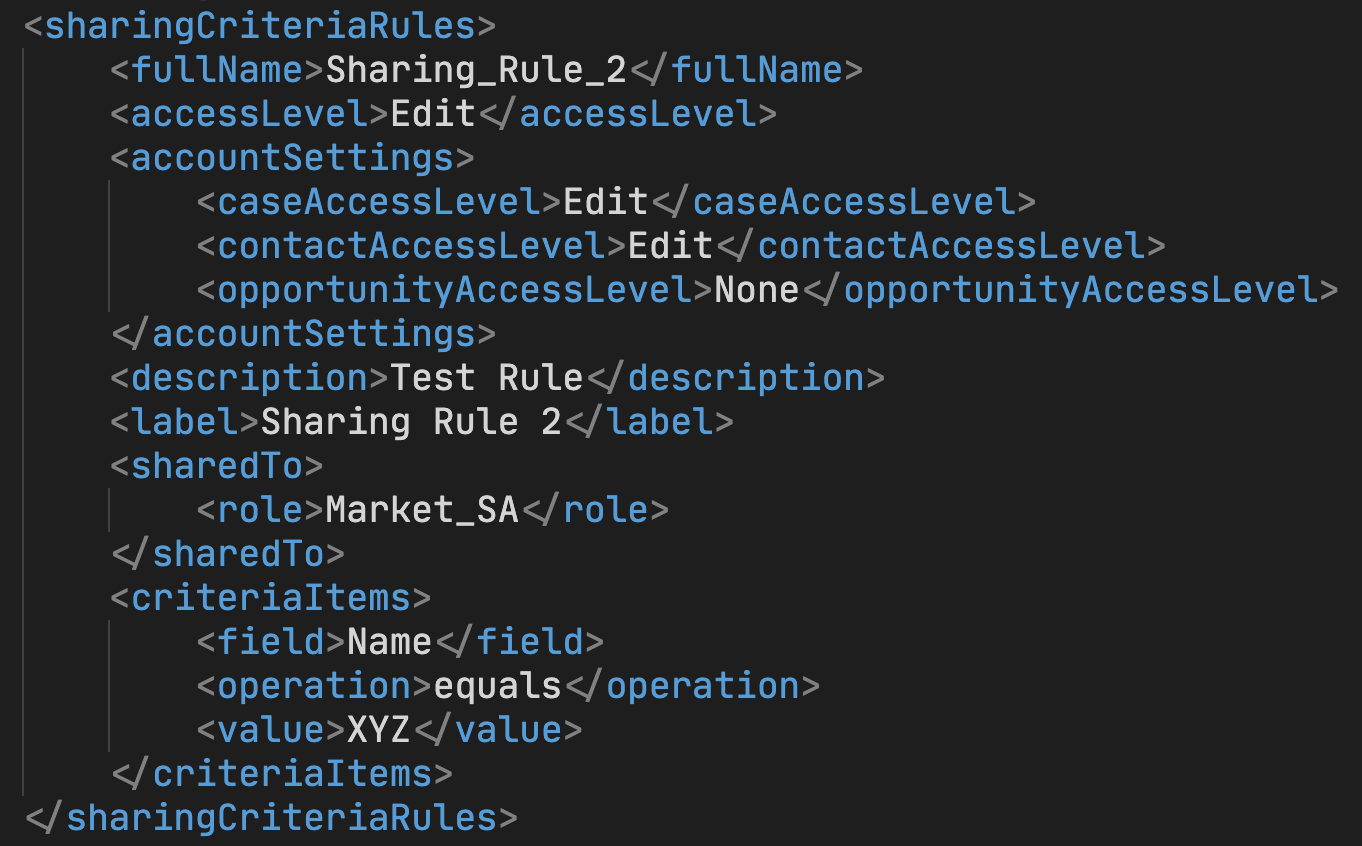 <sharingCriteriaRules>
    <fullName>Sharing_Rule_2</fullName>
    <accessLevel>Edit</accessLevel>
    <accountSettings>
        <caseAccessLevel>Edit</caseAccessLevel>
        <contactAccessLevel>Edit</contactAccessLevel>
        <opportunityAccessLevel>None</opportunityAccessLevel>
    </accountSettings>
    <description>Test Rule</description>
    <label>Sharing Rule 2</label>
    <sharedTo>
        <role>Market_SA</role>
    </sharedTo>
    <criteriaItems>
        <field>Name</field>
        <operation>equals</operation>
        <value>XYZ</value>
    </criteriaItems>
</sharingCriteriaRules>